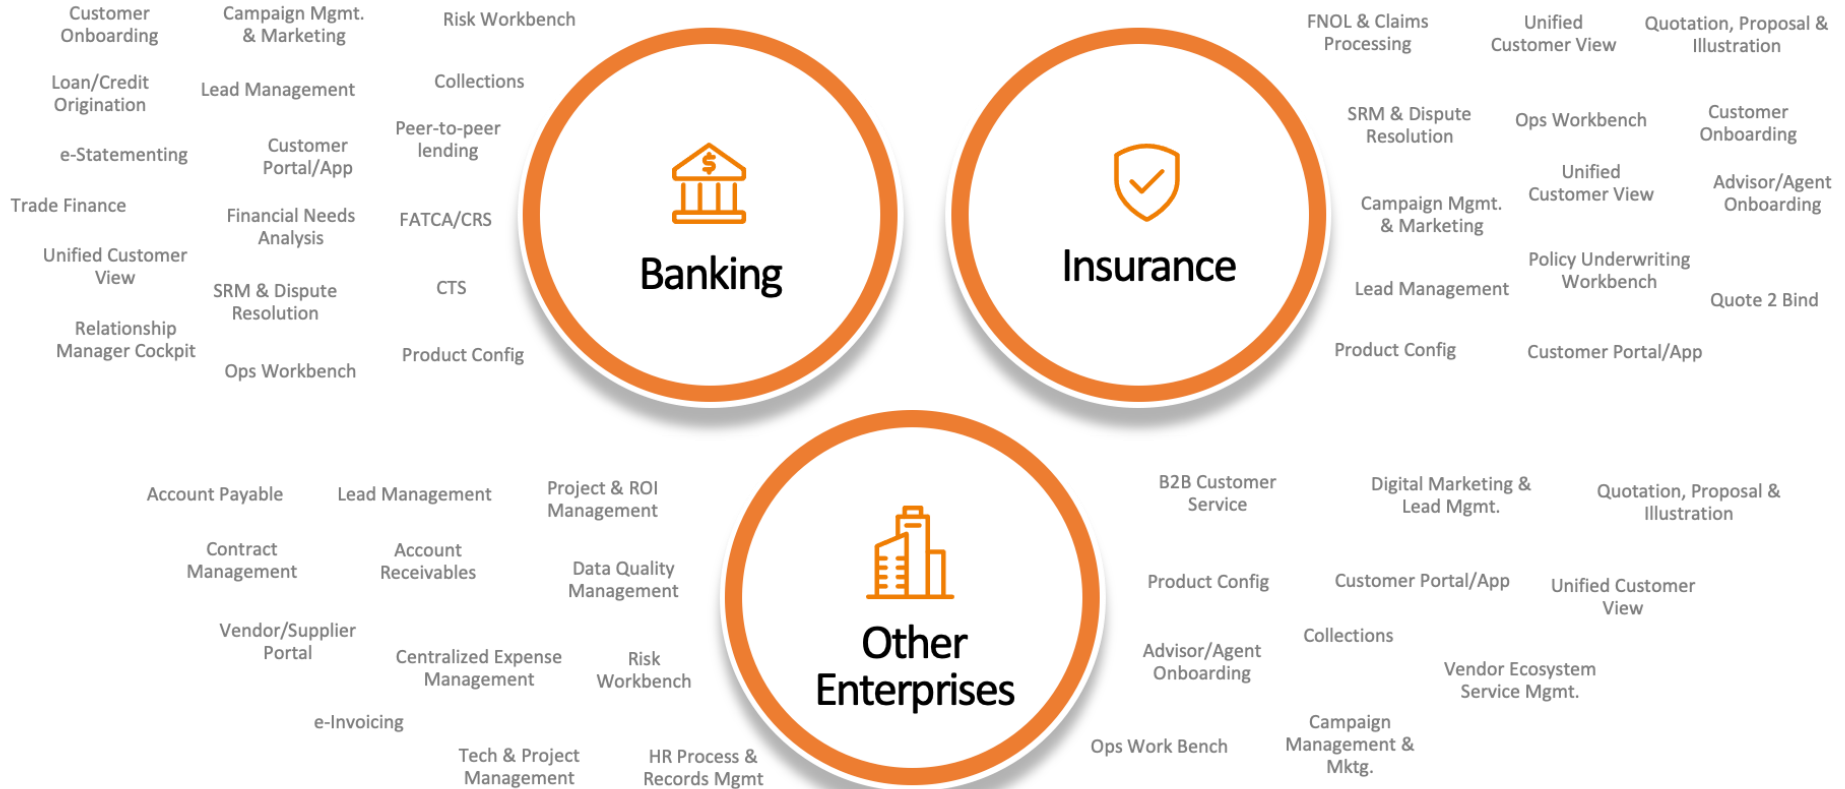 Customer
Onboarding
Campaign Mgmt.
& Marketing
Risk Workbench
Loan/Credit
Origination
Lead Management
Collections
e-Statementing
Customer
Portal/App
Peer-to-peer
lending
Trade Finance
Financial Needs
Analysis
FATCA/CRS
Unified Customer
View
SRM & Dispute
Resolution
CTS
Relationship
Manager Cockpit
Ops Workbench
Product Config
$
Banking
Insurance
FNOL & Claims
Processing
Unified
Customer View
Quotation, Proposal &
Illustration
SRM & Dispute
Resolution
Ops Workbench
Customer
Onboarding
Campaign Mgmt.
& Marketing
Unified
Customer View
Advisor/Agent
Onboarding
Lead Management
Policy Underwriting
Workbench
Quote 2 Bind
Product Config
Customer Portal/App
Account Payable
Lead Management
Project & ROI
Management
Contract
Management
Account
Receivables
Data Quality
Management
Vendor/Supplier
Portal
Centralized Expense
Management
Risk
Workbench
e-Invoicing
Tech & Project
Management
HR Process &
Records Mgmt
Other
Enterprises
B2B Customer
Service
Digital Marketing &
Lead Mgmt.
Quotation, Proposal &
Illustration
Product Config
Customer Portal/App
Unified Customer
View
Advisor/Agent
Onboarding
Collections
Vendor Ecosystem
Service Mgmt.
Ops Work Bench
Campaign
Management &
Mktg.